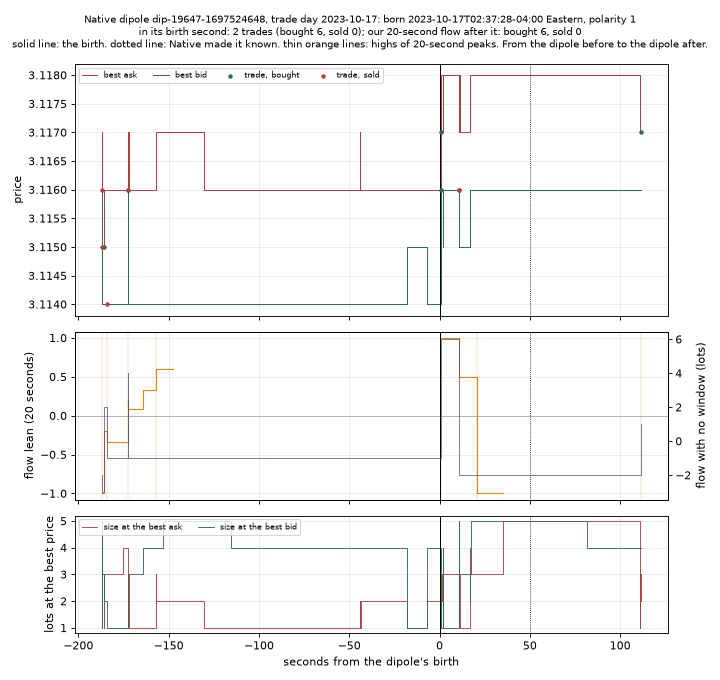 Native dipole dip-19647-1697524648, trade day 2023-10-17: born 2023-10-17T02:37:28-04:00 Eastern, polarity 1
in its birth second: 2 trades (bought 6, sold 0); our 20-second flow after it: bought 6, sold 0
solid line: the birth. dotted line: Native made it known. thin orange lines: highs of 20-second peaks. From the dipole before to the dipole after.
best ask best bid trade, bought trade, sold
3.1180
3.1175
3.1170
3.1165
3.1160
3.1155
3.1150
3.1145
3.1140
price
1.0
0.5
0.0
−0.5
−1.0
flow lean (20 seconds)
6
4
2
0
−2
flow with no window (lots)
size at the best ask size at the best bid
5
4
3
2
1
lots at the best price
−200 −150 −100 −50 0 50 100
seconds from the dipole's birth